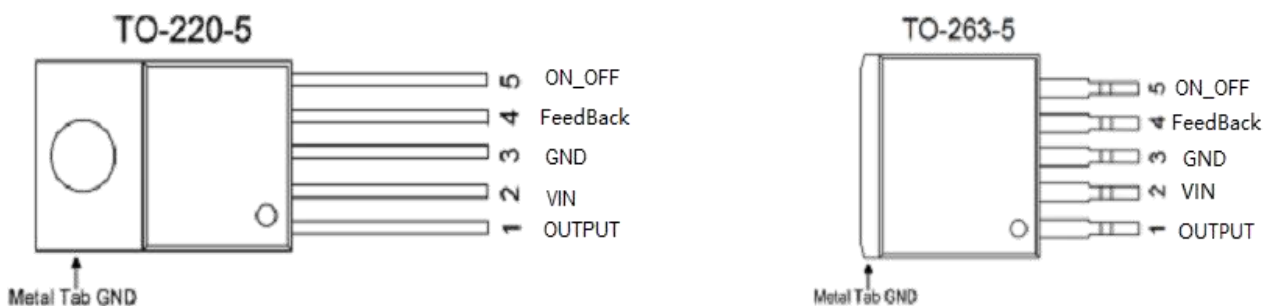 TO-220-5
5 ON_OFF
4 FeedBack
3 GND
2 VIN
1 OUTPUT
Metal Tab GND
TO-263-5
5 ON_OFF
4 FeedBack
3 GND
2 VIN
1 OUTPUT
Metal Tab GND